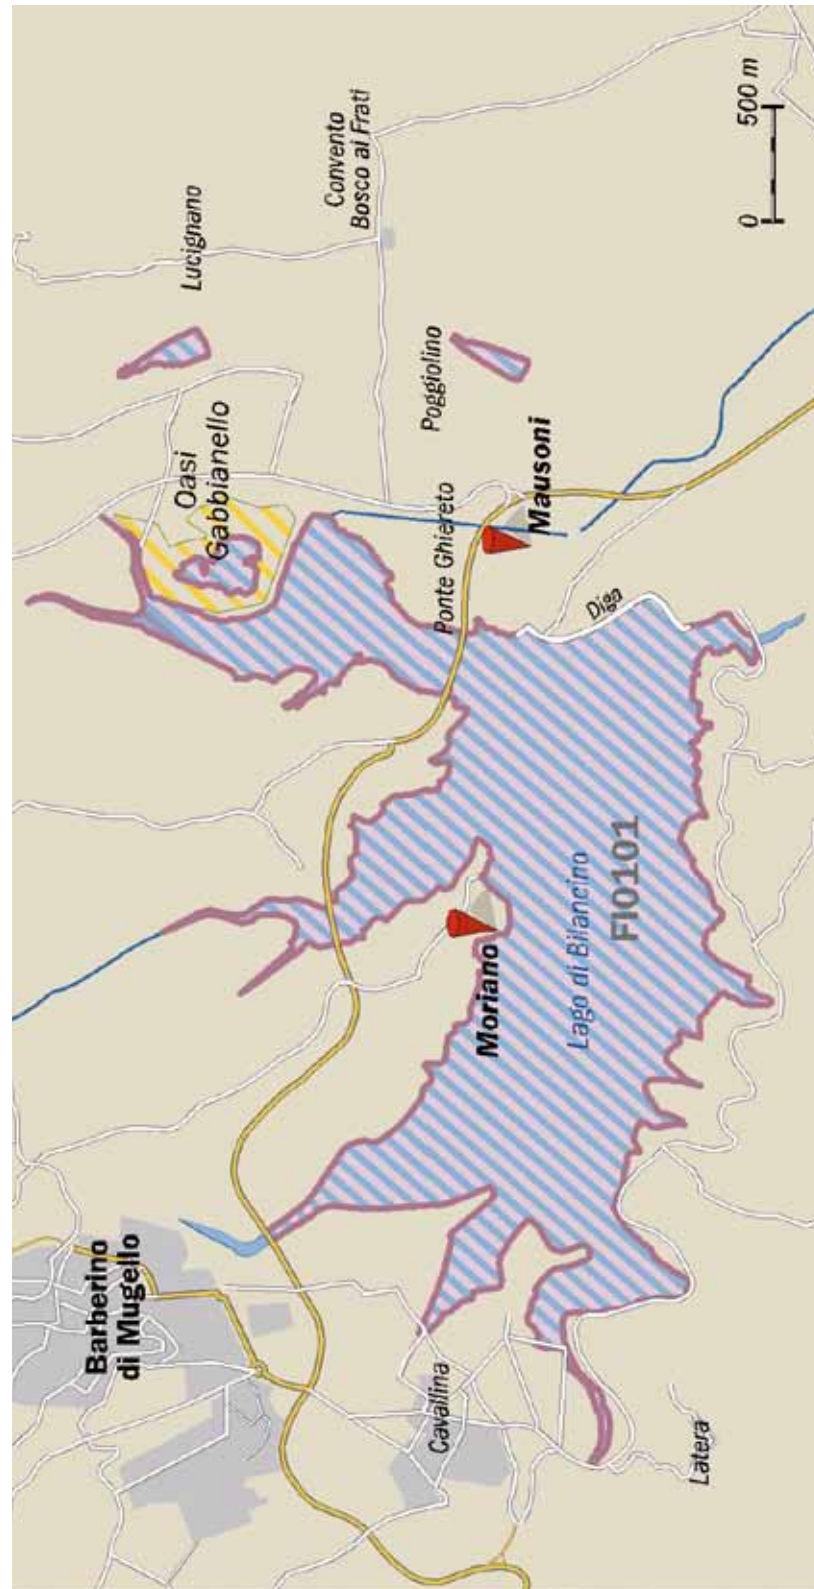 Barberino
di Mugello
Cavallina
Latera
Moriano
Lago di Bilancino
FI0101
Oasi
Gabbianello
Lucignano
Convento
Bosco ai Frati
Ponte Ghiereto
Poggiolino
Mausoni
Diga
0
500 m